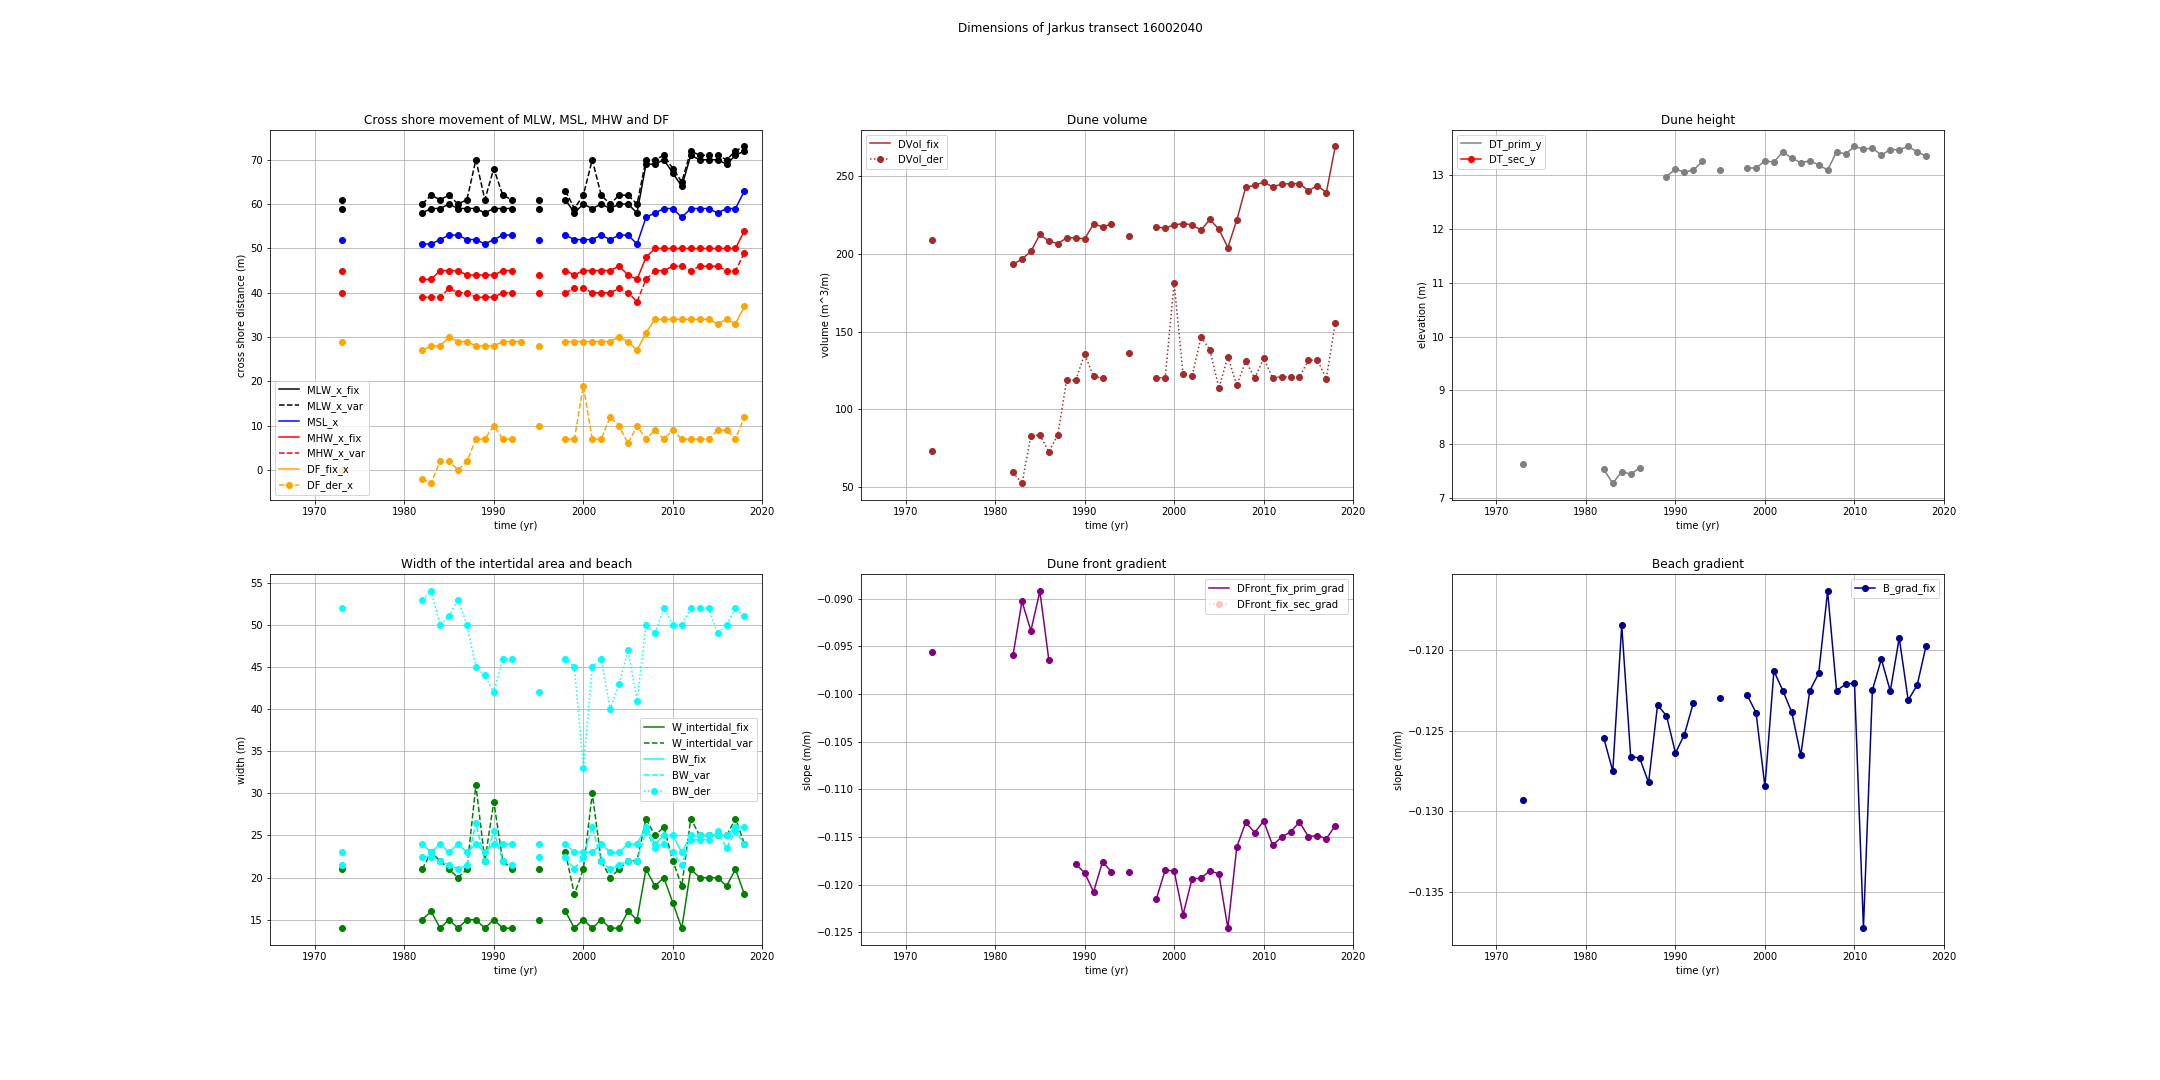 Dimensions of Jarkus transect 16002040
Cross shore movement of MLW, MSL, MHW and DF
cross shore distance (m)
70
60
50
40
30
20
10
0
MLW_x_fix
MLW_x_var
MSL_x
MHW_x_fix
MHW_x_var
DF_fix_x
DF_der_x
1970 1980 1990 2000 2010 2020
time (yr)
Dune volume
volume (m^3/m)
DVol_fix
DVol_der
250
200
150
100
50
1970 1980 1990 2000 2010 2020
time (yr)
Dune height
elevation (m)
DT_prim_y
DT_sec_y
13
12
11
10
9
8
7
1970 1980 1990 2000 2010 2020
time (yr)
Width of the intertidal area and beach
width (m)
55
50
45
40
35
30
25
20
15
W_intertidal_fix
W_intertidal_var
BW_fix
BW_var
BW_der
1970 1980 1990 2000 2010 2020
time (yr)
Dune front gradient
slope (m/m)
DFront_fix_prim_grad
DFront_fix_sec_grad
−0.090
−0.095
−0.100
−0.105
−0.110
−0.115
−0.120
−0.125
1970 1980 1990 2000 2010 2020
time (yr)
Beach gradient
slope (m/m)
B_grad_fix
−0.120
−0.125
−0.130
−0.135
1970 1980 1990 2000 2010 2020
time (yr)